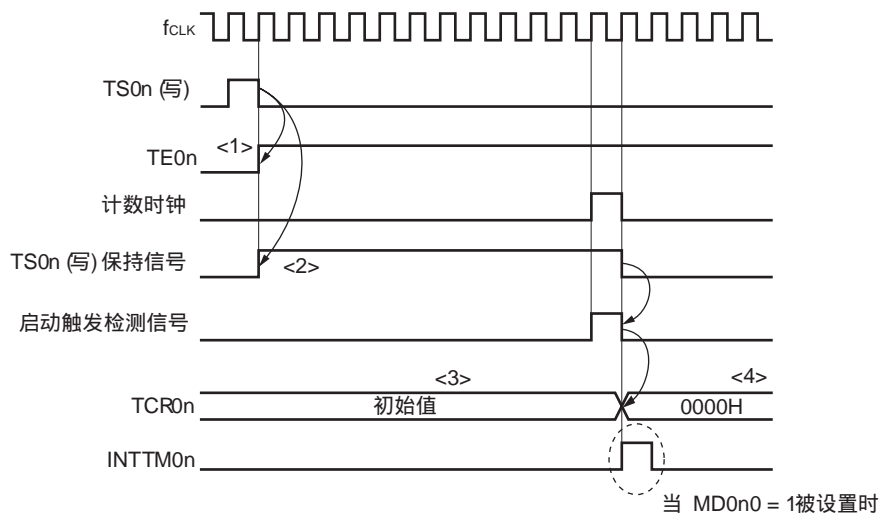 fCLK
TS0n (写)
<1>
TE0n
计数时钟
TS0n (写) 保持信号
<2>
启动触发检测信号
<3>
<4>
TCR0n
初始值
0000H
INTTM0n
当 MD0n0 = 1被设置时